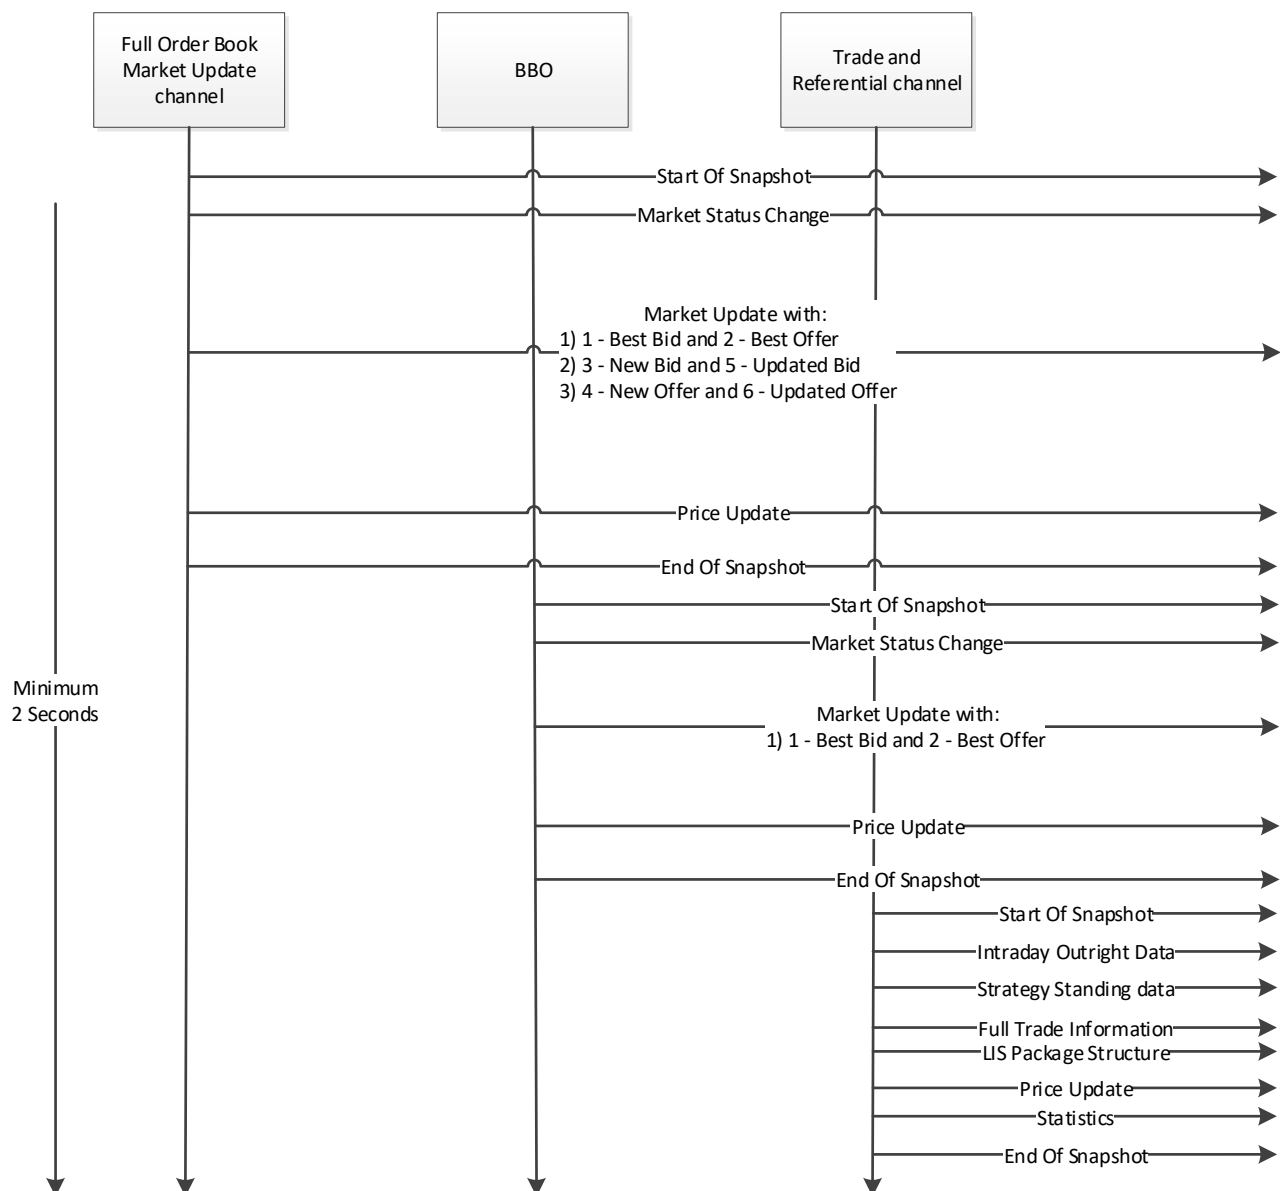 Full Order Book
Market Update
channel
BBO
Trade and
Referential channel
Start Of Snapshot
Market Status Change
Market Update with:
1) 1 - Best Bid and 2 - Best Offer
2) 3 - New Bid and 5 - Updated Bid
3) 4 - New Offer and 6 - Updated Offer
Price Update
End Of Snapshot
Start Of Snapshot
Market Status Change
Minimum
2 Seconds
Market Update with:
1) 1 - Best Bid and 2 - Best Offer
Price Update
End Of Snapshot
Start Of Snapshot
Intraday Outright Data
Strategy Standing data
Full Trade Information
LIS Package Structure
Price Update
Statistics
End Of Snapshot